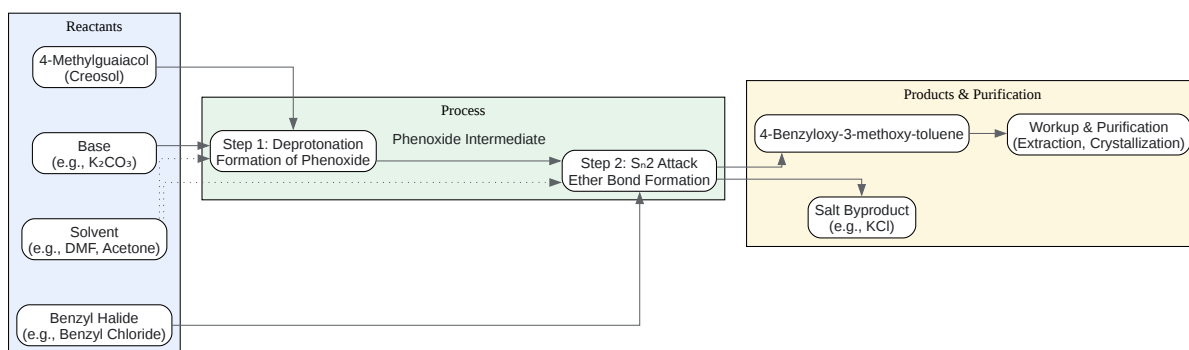 Reactants
4-Methylguaiacol
(Creosol)
Base
(e.g., K₂CO₃)
Solvent
(e.g., DMF, Acetone)
Benzyl Halide
(e.g., Benzyl Chloride)
Process
Step 1: Deprotonation
Formation of Phenoxide
Phenoxide Intermediate
Step 2: Sₙ2 Attack
Ether Bond Formation
Products & Purification
4-Benzyloxy-3-methoxy-toluene
Workup & Purification
(Extraction, Crystallization)
Salt Byproduct
(e.g., KCl)